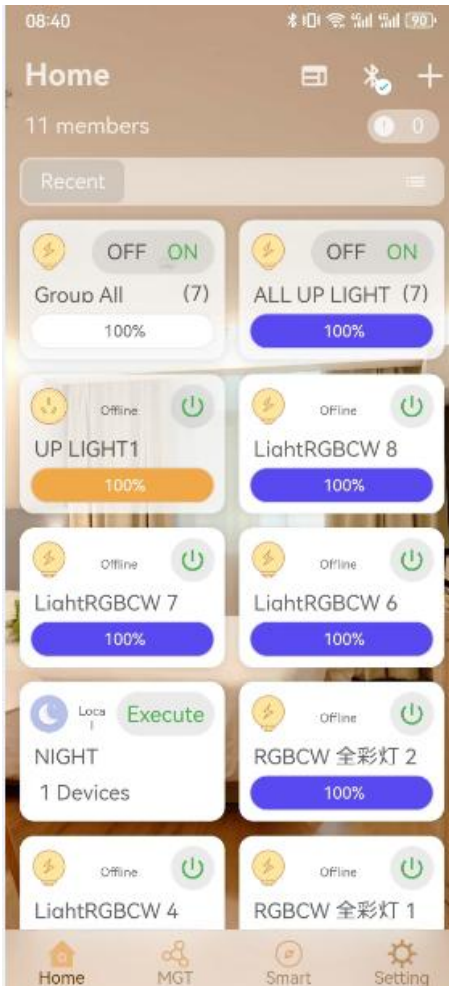 08:40
90
Home
11 members
0
Recent
OFF ON
OFF ON
Group All (7)
ALL UP LIGHT (7)
100%
100%
Offline
Offline
UP LIGHT1
LightRGBCW 8
100%
100%
Offline
Offline
LightRGBCW 7
LightRGBCW 6
100%
100%
Loca
l
Execute
Offline
NIGHT
RGBCW 全彩灯 2
1 Devices
100%
Offline
Offline
LightRGBCW 4
RGBCW 全彩灯 1
Home
MGT
Smart
Setting